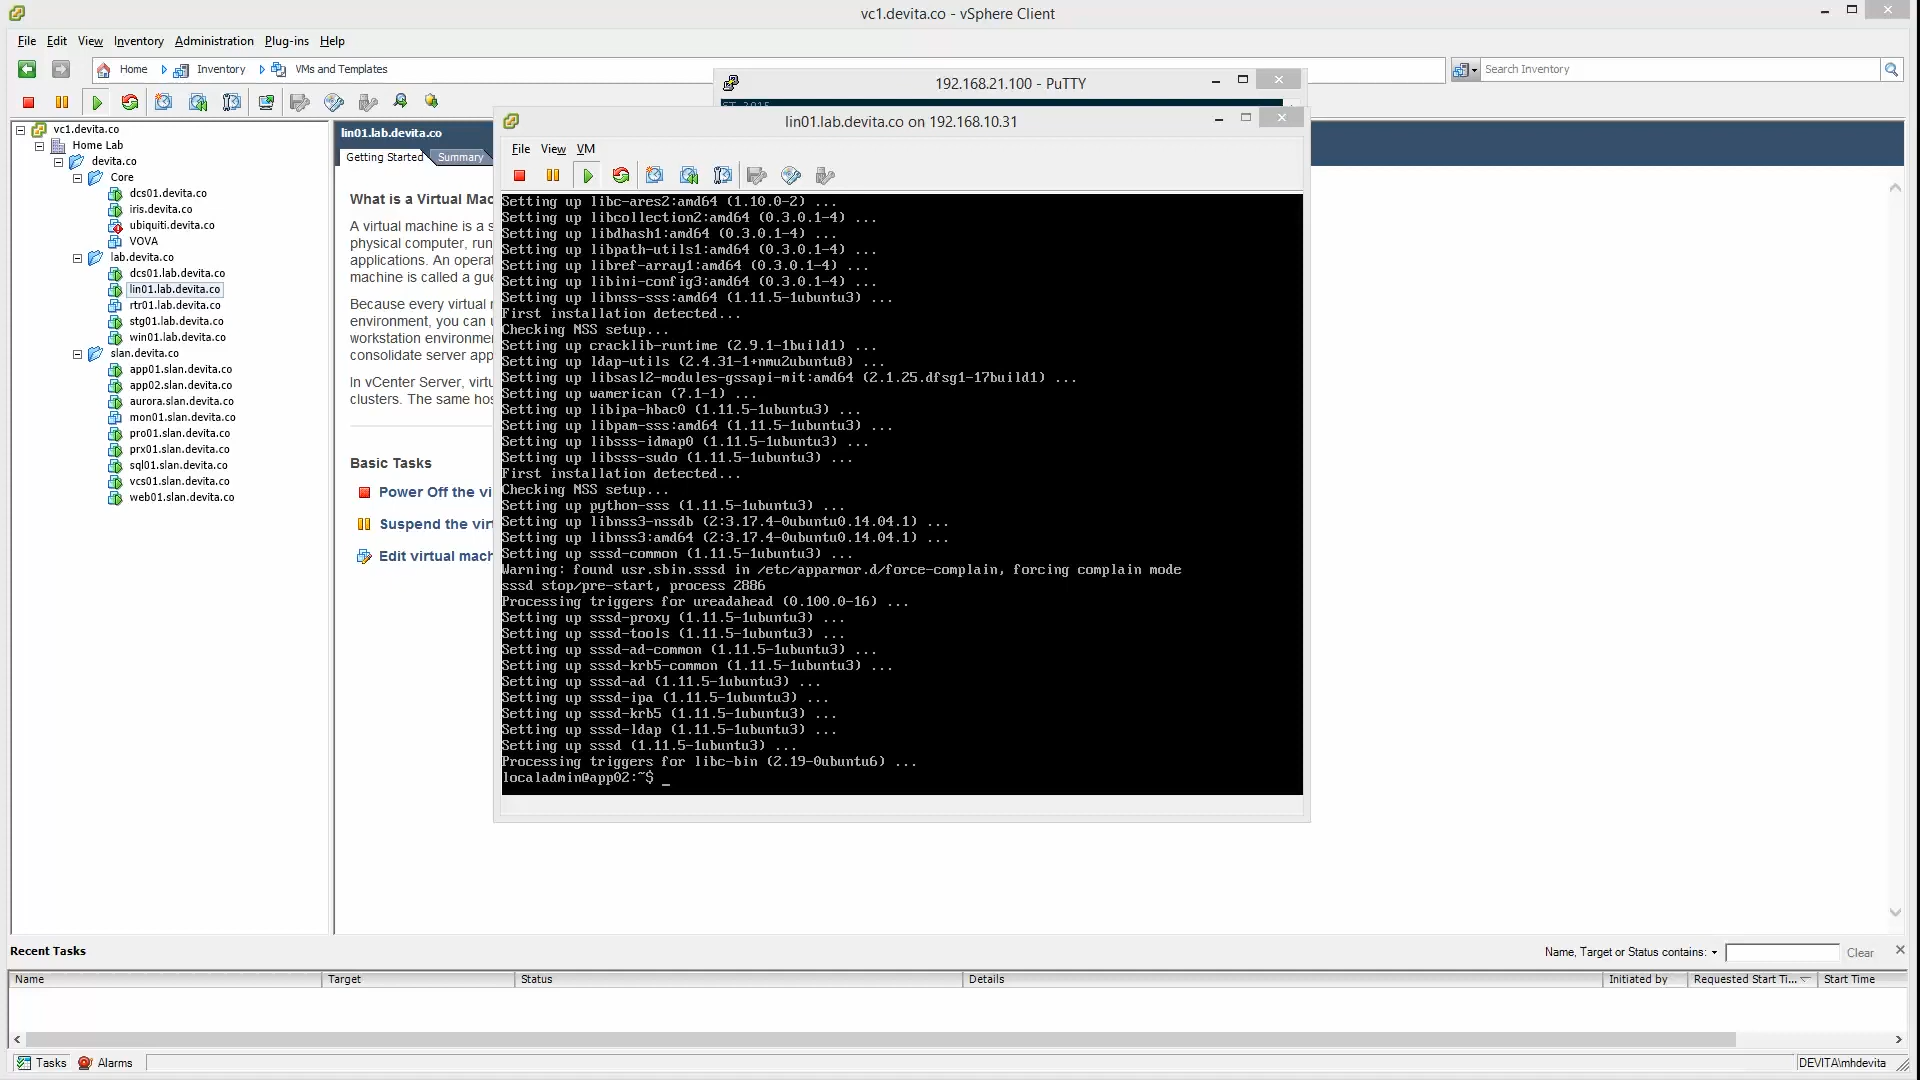 vc1.devita.co - vSphere Client
File Edit View Inventory Administration Plug-ins Help
Home Inventory VMs and Templates
Search Inventory
vc1.devita.co
Home Lab
devita.co
Core
dcs01.devita.co
iris.devita.co
ubiquiti.devita.co
VOVA
lab.devita.co
dcs01.lab.devita.co
lin01.lab.devita.co
rtr01.lab.devita.co
stg01.lab.devita.co
win01.lab.devita.co
slan.devita.co
app01.slan.devita.co
app02.slan.devita.co
aurora.slan.devita.co
mon01.slan.devita.co
pro01.slan.devita.co
prx01.slan.devita.co
sql01.slan.devita.co
vcs01.slan.devita.co
web01.slan.devita.co
lin01.lab.devita.co
Getting Started Summary
What is a Virtual Mac
A virtual machine is a s
physical computer, run
applications. An operat
machine is called a gue
Because every virtual
environment, you can
workstation environme
consolidate server app
In vCenter Server, virtu
clusters. The same hos
Basic Tasks
Power Off the vi
Suspend the virt
Edit virtual mach
192.168.21.100 - PuTTY
lin01.lab.devita.co on 192.168.10.31
File View VM
Setting up libc-ares2:amd64 (1.10.0-2) ...
Setting up libcollection2:amd64 (0.3.0.1-4) ...
Setting up libdhash1:amd64 (0.3.0.1-4) ...
Setting up libpath-utils1:amd64 (0.3.0.1-4) ...
Setting up libref-array1:amd64 (0.3.0.1-4) ...
Setting up libini-config3:amd64 (0.3.0.1-4) ...
Setting up libnss-sss:amd64 (1.11.5-1ubuntu3) ...
First installation detected...
Checking NSS setup...
Setting up cracklib-runtime (2.9.1-1build1) ...
Setting up ldap-utils (2.4.31-1+nmu2ubuntu8) ...
Setting up libsasl2-modules-gssapi-mit:amd64 (2.1.25.dfsg1-17build1) ...
Setting up wamerican (7.1-1) ...
Setting up libipa-hbac0 (1.11.5-1ubuntu3) ...
Setting up libpam-sss:amd64 (1.11.5-1ubuntu3) ...
Setting up libsss-idmap0 (1.11.5-1ubuntu3) ...
Setting up libsss-sudo (1.11.5-1ubuntu3) ...
First installation detected...
Checking NSS setup...
Setting up python-sss (1.11.5-1ubuntu3) ...
Setting up libnss3-nssdb (2:3.17.4-0ubuntu0.14.04.1) ...
Setting up libnss3:amd64 (2:3.17.4-0ubuntu0.14.04.1) ...
Setting up sssd-common (1.11.5-1ubuntu3) ...
Warning: found usr.sbin.sssd in /etc/apparmor.d/force-complain, forcing complain mode
sssd stop/pre-start, process 2886
Processing triggers for ureadahead (0.100.0-16) ...
Setting up sssd-proxy (1.11.5-1ubuntu3) ...
Setting up sssd-tools (1.11.5-1ubuntu3) ...
Setting up sssd-ad-common (1.11.5-1ubuntu3) ...
Setting up sssd-krb5-common (1.11.5-1ubuntu3) ...
Setting up sssd-ad (1.11.5-1ubuntu3) ...
Setting up sssd-ipa (1.11.5-1ubuntu3) ...
Setting up sssd-krb5 (1.11.5-1ubuntu3) ...
Setting up sssd-ldap (1.11.5-1ubuntu3) ...
Setting up sssd (1.11.5-1ubuntu3) ...
Processing triggers for libc-bin (2.19-0ubuntu6) ...
localadmin@app02:~$ _
Recent Tasks
Name, Target or Status contains:
Clear
Name Target Status Details Initiated by Requested Start Ti... Start Time
Tasks Alarms
DEVITA\mhdevita